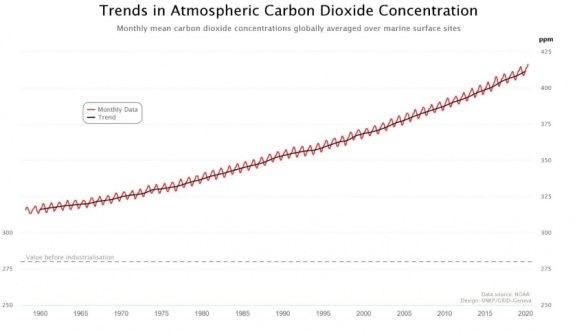 Trends in Atmospheric Carbon Dioxide Concentration
Monthly mean carbon dioxide concentrations globally averaged over marine surface sites
ppm
425
400
Monthly Data
Trend
375
350
325
300 300
Value before industrialisation
275 275
Data source: NOAA
Design: UNEP/GRID-Geneva
250 250
1960 1965 1970 1975 1980 1985 1990 1995 2000 2005 2010 2015 2020